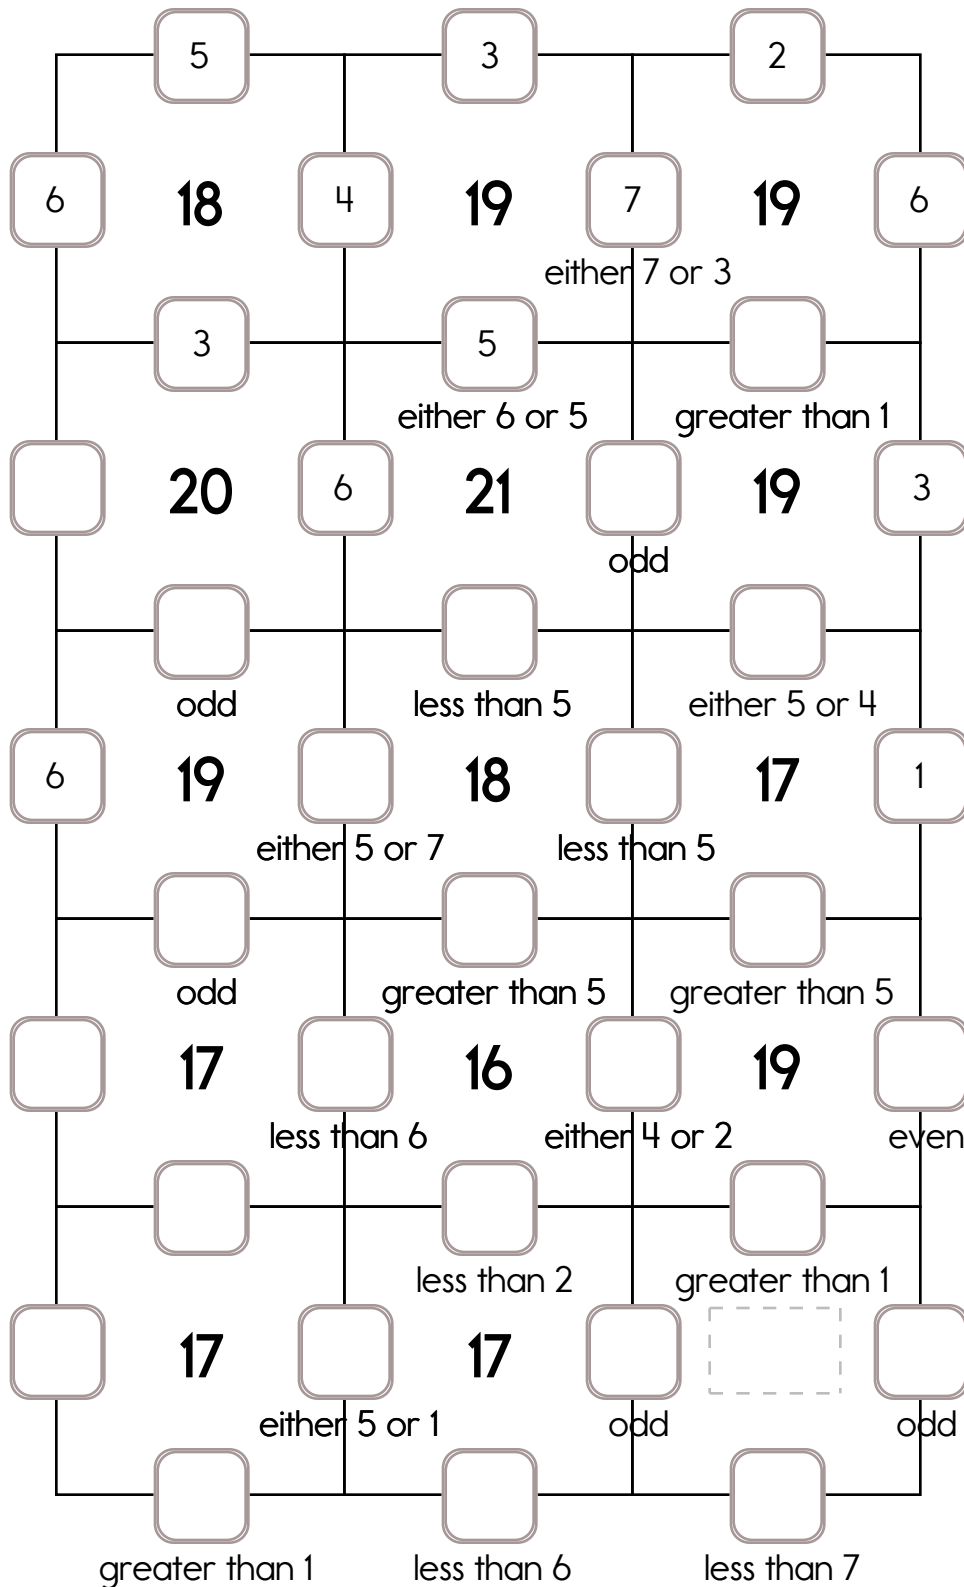 5 3 2
6 18 4 19 7 19 6
either 7 or 3
3 5
either 6 or 5 greater than 1
20 6 21 19 3
odd
odd less than 5 either 5 or 4
6 19 18 17 1
either 5 or 7 less than 5
odd greater than 5 greater than 5
17 16 19
less than 6 either 4 or 2 even
less than 2 greater than 1
17 17
either 5 or 1 odd odd
greater than 1 less than 6 less than 7